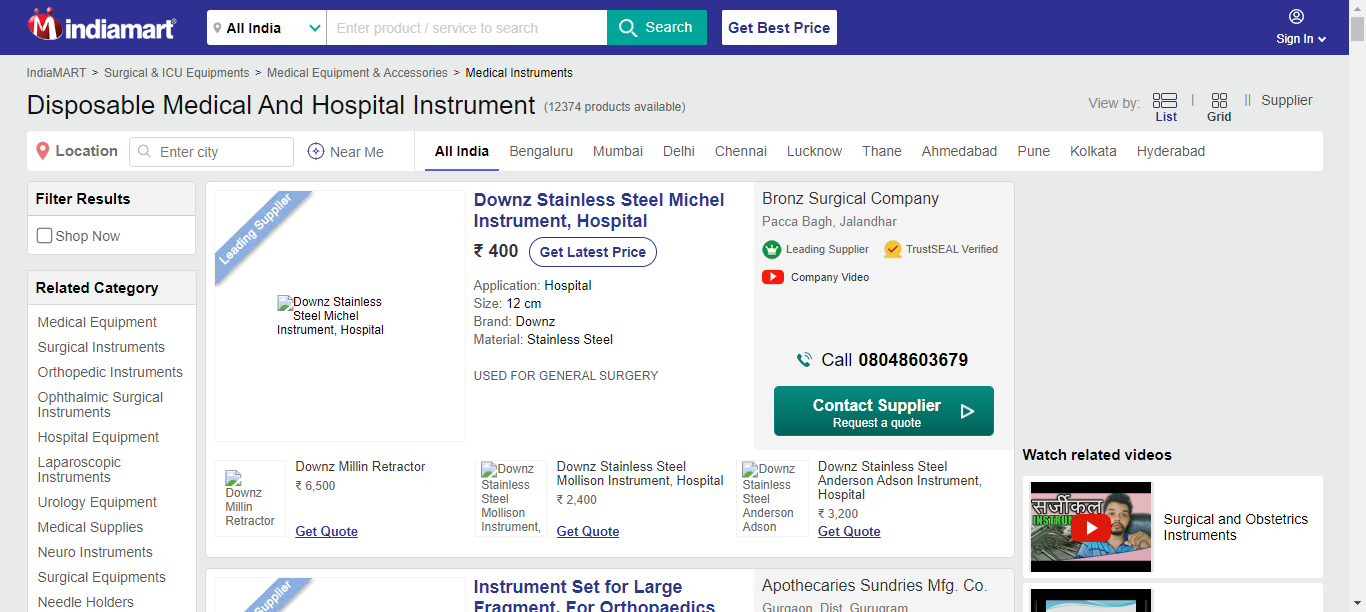 indiamart
All India
Enter product / service to search
Search
Get Best Price
Sign In
IndiaMART > Surgical & ICU Equipments > Medical Equipment & Accessories > Medical Instruments
Disposable Medical And Hospital Instrument (12374 products available)
View by:
List
Grid
Supplier
Location
Enter city
Near Me
All India
Bengaluru
Mumbai
Delhi
Chennai
Lucknow
Thane
Ahmedabad
Pune
Kolkata
Hyderabad
Filter Results
Shop Now
Related Category
Medical Equipment
Surgical Instruments
Orthopedic Instruments
Ophthalmic Surgical
Instruments
Hospital Equipment
Laparoscopic
Instruments
Urology Equipment
Medical Supplies
Neuro Instruments
Surgical Equipments
Needle Holders
Leading Supplier
Downz Stainless
Steel Michel
Instrument, Hospital
Downz Stainless Steel Michel
Instrument, Hospital
₹ 400
Get Latest Price
Application: Hospital
Size: 12 cm
Brand: Downz
Material: Stainless Steel
USED FOR GENERAL SURGERY
Bronz Surgical Company
Pacca Bagh, Jalandhar
Leading Supplier
TrustSEAL Verified
Company Video
Call 08048603679
Contact Supplier
Request a quote
Downz
Millin
Retractor
Downz Millin Retractor
₹ 6,500
Get Quote
Downz
Stainless
Steel
Mollison
Instrument,
Downz Stainless Steel
Mollison Instrument, Hospital
₹ 2,400
Get Quote
Downz
Stainless
Steel
Anderson
Adson
Downz Stainless Steel
Anderson Adson Instrument,
Hospital
₹ 3,200
Get Quote
Watch related videos
सर्जीकल
INSTRUM
Surgical and Obstetrics
Instruments
Supplier
Instrument Set for Large
Fragment, For Orthopaedics
Apothecaries Sundries Mfg. Co.
Gurgaon, Dist. Gurugram